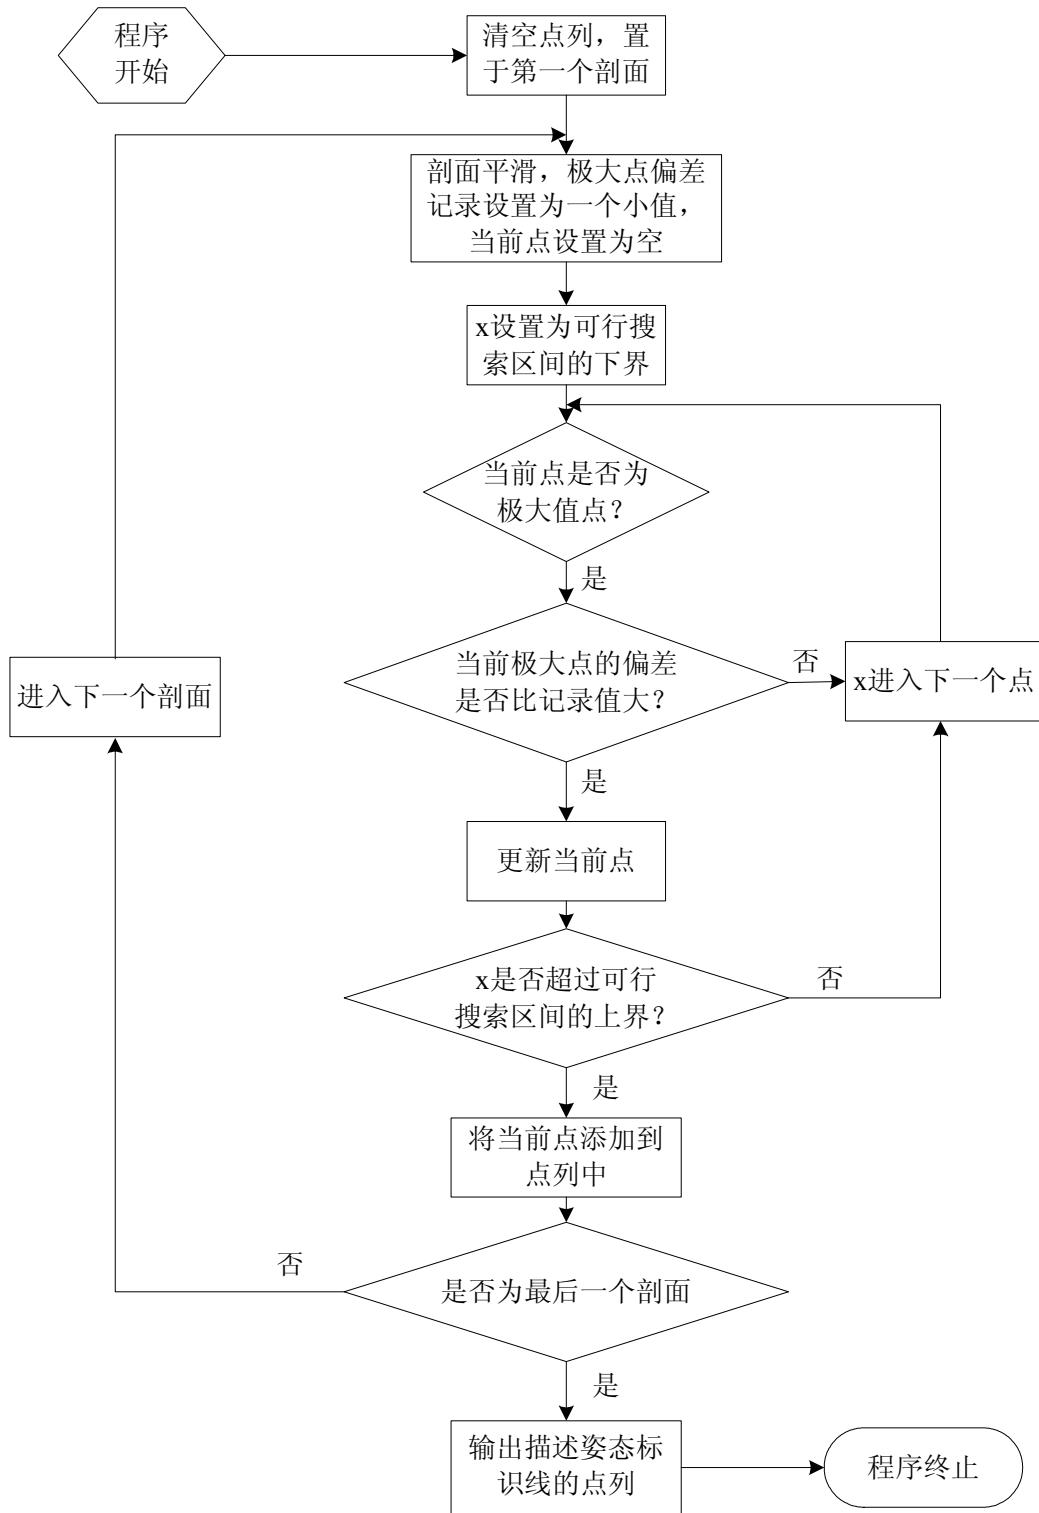 程序
开始
清空点列，置
于第一个剖面
剖面平滑，极大点偏差
记录设置为一个小值，
当前点设置为空
x设置为可行搜
索区间的下界
当前点是否为
极大值点？
是
当前极大点的偏差
是否比记录值大？
否
x进入下一个点
进入下一个剖面
是
更新当前点
x是否超过可行
搜索区间的上界？
否
是
将当前点添加到
点列中
否
是否为最后一个剖面
是
输出描述姿态标
识线的点列
程序终止